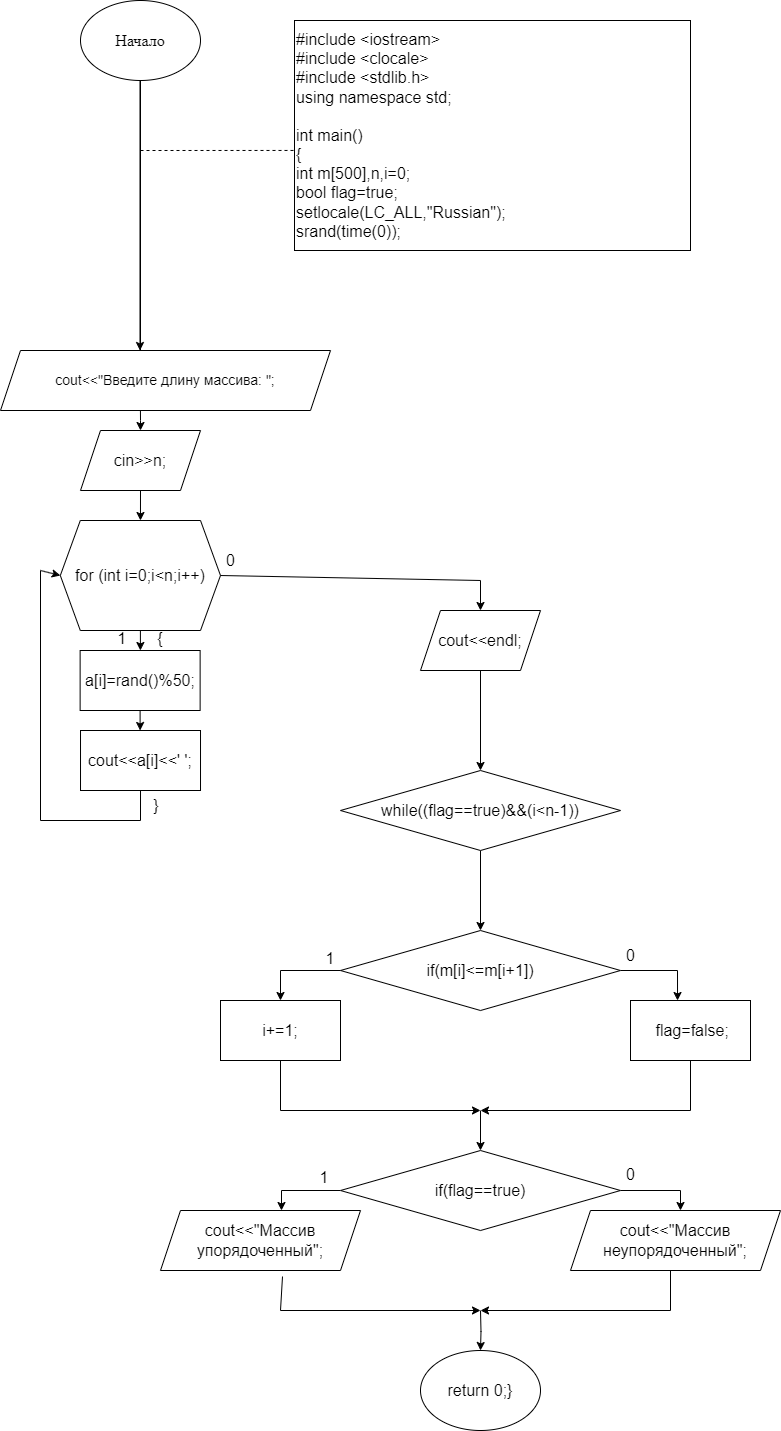 Начало
#include <iostream>
#include <clocale>
#include <stdlib.h>
using namespace std;
int main()
{
int m[500],n,i=0;
bool flag=true;
setlocale(LC_ALL,"Russian");
srand(time(0));
cout<<"Введите длину массива: ";
cin>>n;
for (int i=0;i<n;i++)
0
1 {
a[i]=rand()%50;
cout<<a[i]<<' ';
}
cout<<endl;
while((flag==true)&&(i<n-1))
if(m[i]<=m[i+1])
1
0
i+=1;
flag=false;
if(flag==true)
1
0
cout<<"Массив
упорядоченный";
cout<<"Массив
неупорядоченный";
return 0;}